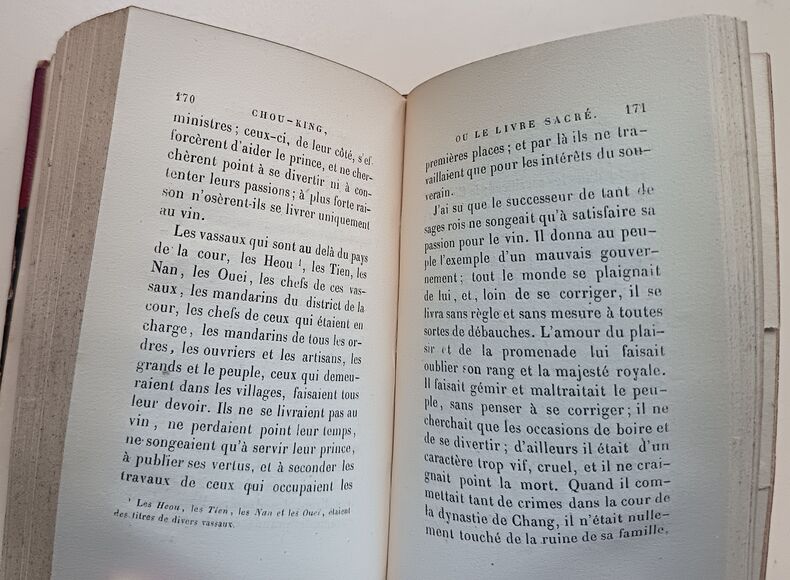 170
CHOU-KING,
ministres; ceux-ci, de leur côté, s'ef-
forcèrent d'aider le prince, et ne cher-
chèrent point à se divertir ni à con-
tenter leurs passions; à plus forte rai-
son n'osèrent-ils se livrer uniquement
au vin.
Les vassaux qui sont au delà du pays
de la cour, les Heou ¹, les Tien, les
Nan, les Ouei, les chefs de ces vas-
saux, les mandarins du district de la
cour, les chefs de ceux qui étaient en
charge, les mandarins de tous les or-
dres, les ouvriers et les artisans, les
grands et le peuple, ceux qui demeu-
raient dans les villages, faisaient tous
leur devoir. Ils ne se livraient pas au
vin, ne perdaient point leur temps,
ne songeaient qu'à servir leur prince,
à publier ses vertus, et à seconder les
travaux de ceux qui occupaient les
¹ Les Heou, les Tien, les Nan et les Ouei, étaient
des titres de divers vassaux.
OU LE LIVRE SACRÉ.
171
premières places; et par là ils ne tra-
vaillaient que pour les intérêts du sou-
verain.
J'ai su que le successeur de tant de
sages rois ne songeait qu'à satisfaire sa
passion pour le vin. Il donna au peu-
ple l'exemple d'un mauvais gouver-
nement; tout le monde se plaignait
de lui, et, loin de se corriger, il se
livra sans règle et sans mesure à toutes
sortes de débauches. L'amour du plai-
sir et de la promenade lui faisait
oublier son rang et la majesté royale.
Il faisait gémir et maltraitait le peu-
ple, sans penser à se corriger; il ne
cherchait que les occasions de boire et
de se divertir; d'ailleurs il était d'un
caractère trop vif, cruel, et il ne crai-
gnait point la mort. Quand il com-
mettait tant de crimes dans la cour de
la dynastie de Chang, il n'était nulle-
ment touché de la ruine de sa famille,